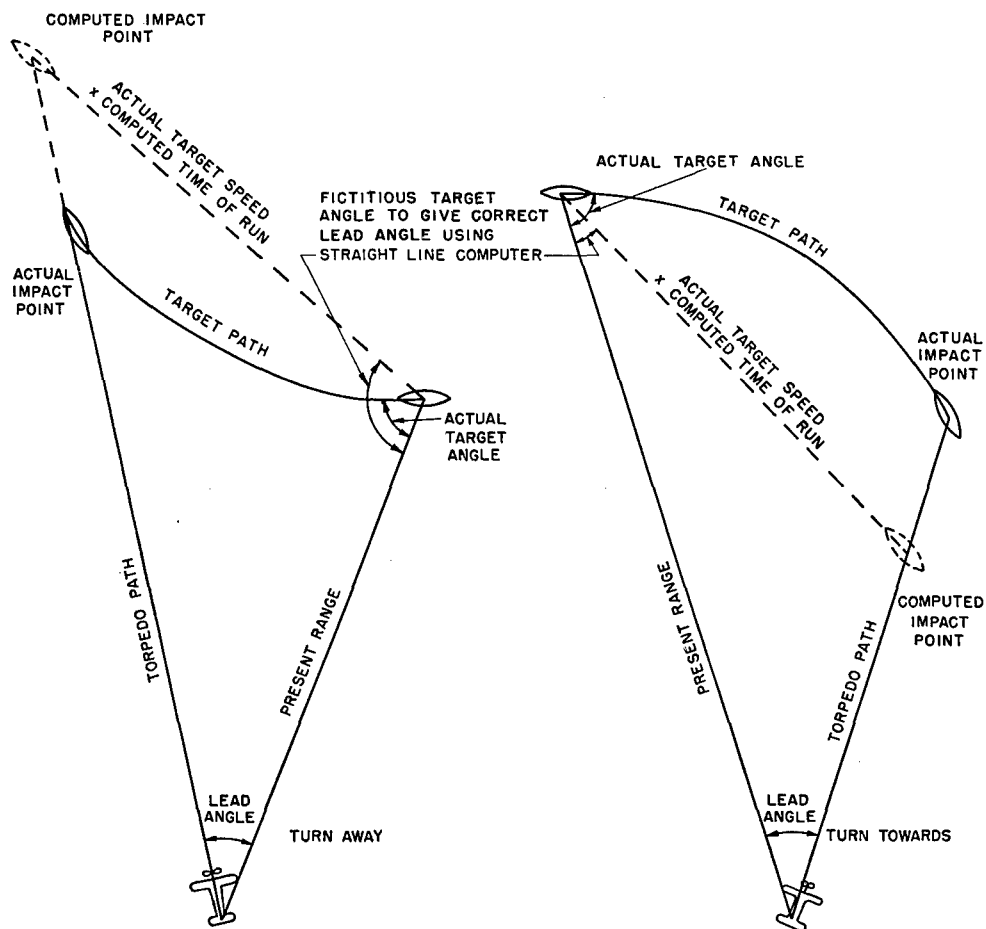 COMPUTED IMPACT
POINT
ACTUAL TARGET SPEED
x COMPUTED TIME OF RUN
ACTUAL
IMPACT
POINT
TARGET PATH
FICTITIOUS TARGET
ANGLE TO GIVE CORRECT
LEAD ANGLE USING
STRAIGHT LINE COMPUTER
ACTUAL
TARGET
ANGLE
TORPEDO PATH
PRESENT RANGE
LEAD
ANGLE
TURN AWAY
ACTUAL TARGET ANGLE
TARGET PATH
ACTUAL TARGET SPEED
x COMPUTED TIME OF RUN
ACTUAL
IMPACT
POINT
COMPUTED
IMPACT
POINT
PRESENT RANGE
TORPEDO PATH
LEAD
ANGLE
TURN TOWARDS